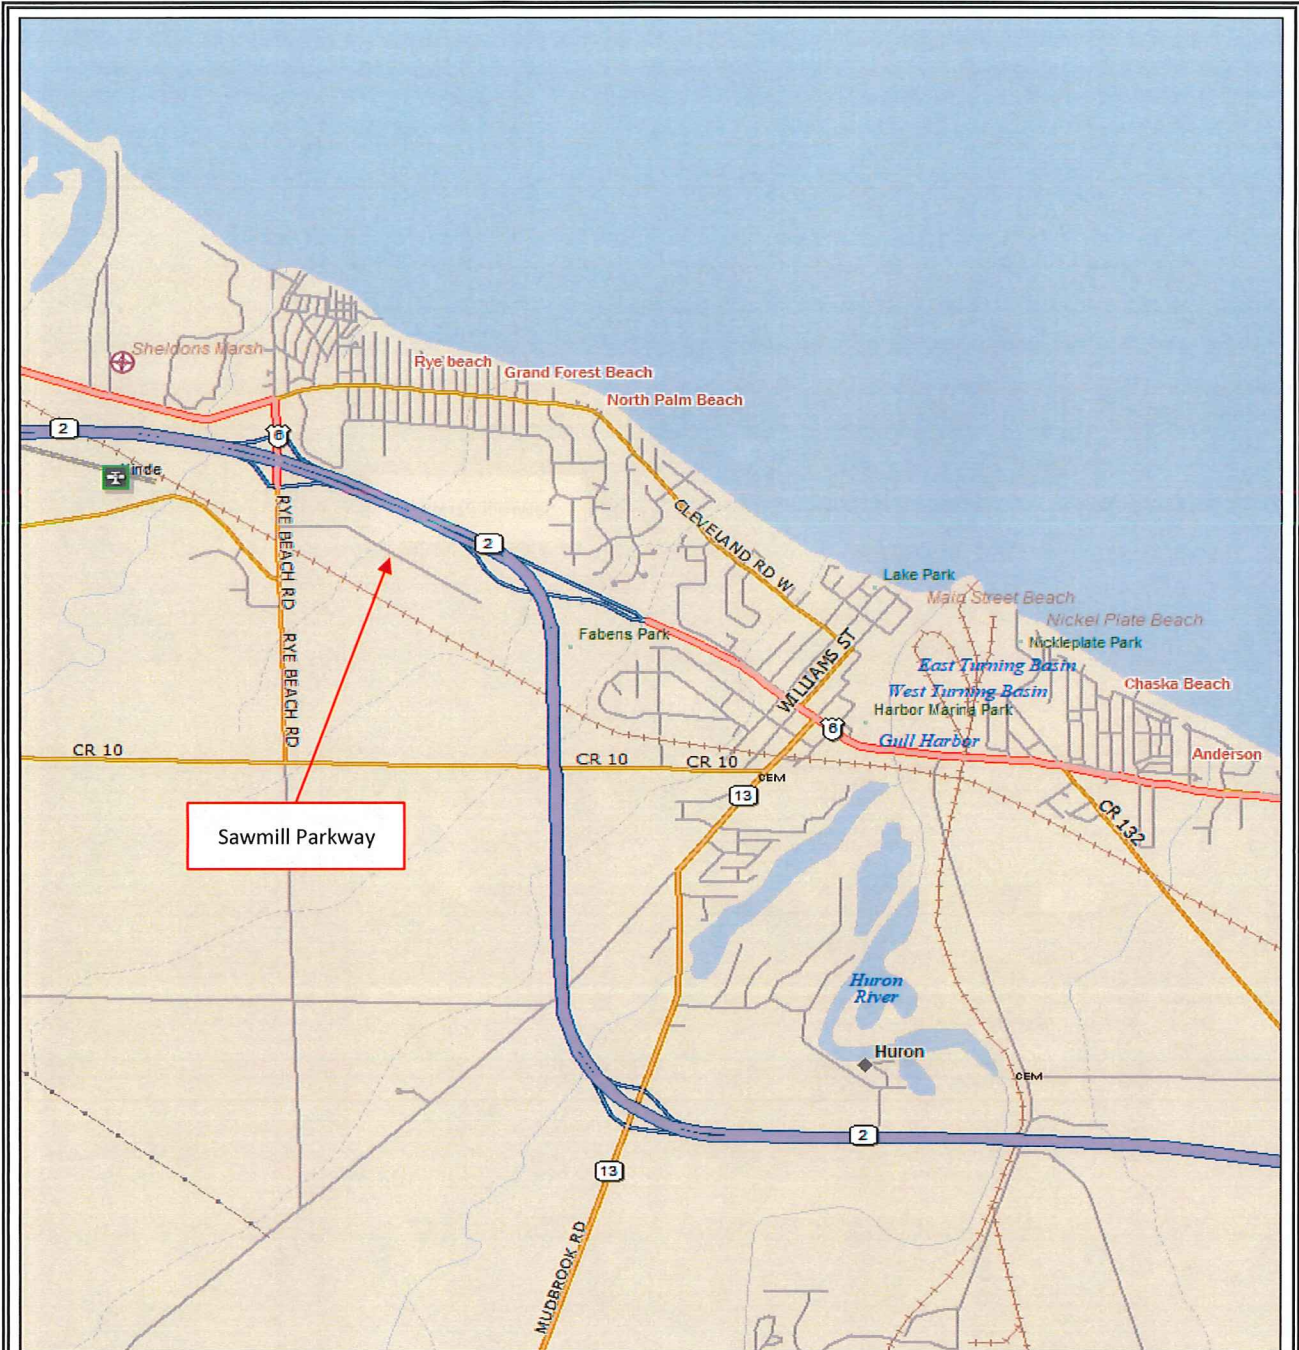 Sheldons Marsh
Rye beach
Grand Forest Beach
North Palm Beach
2
6
inde
RYE BEACH RD
2
CLEVELAND RD W
Lake Park
Main Street Beach
Nickel Plate Beach
Fabens Park
RYE BEACH RD
WILLIAMS ST
Nickleplate Park
East Turning Basin
Chaska Beach
West Turning Basin
Harbor Marina Park
6
Gull Harbor
CR 10
CR 10
CR 10
Anderson
CEM
13
CR 132
Sawmill Parkway
Huron
River
Huron
CEM
2
13
MUDBROOK RD